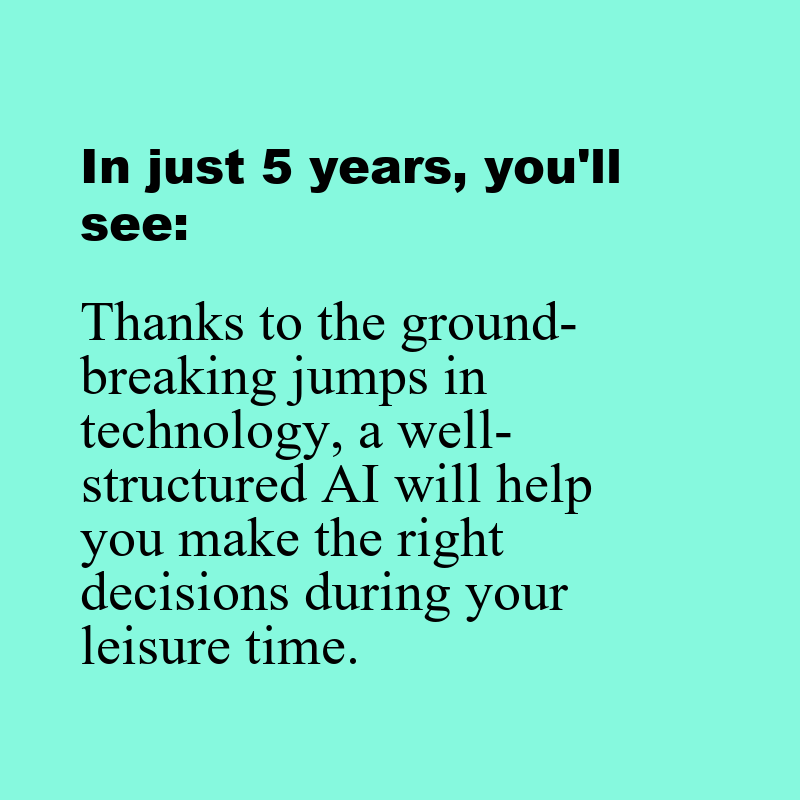 In just 5 years, you'll
see:
Thanks to the ground-
breaking jumps in
technology, a well-
structured AI will help
you make the right
decisions during your
leisure time.